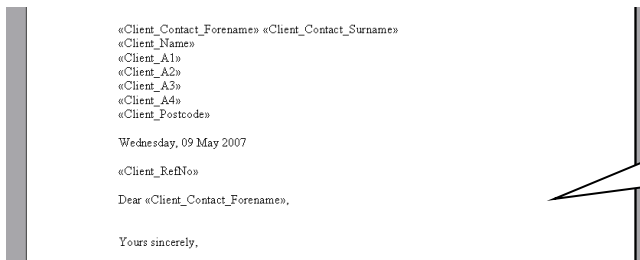 «Client_Contact_Forename» «Client_Contact_Surname»
«Client_Name»
«Client_A1»
«Client_A2»
«Client_A3»
«Client_A4»
«Client_Postcode»
Wednesday, 09 May 2007
«Client_RefNo»
Dear «Client_Contact_Forename»,
Yours sincerely,